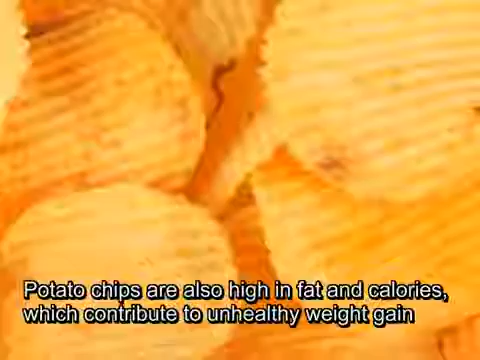 Potato chips are also high in fat and calories,
which contribute to unhealthy weight gain